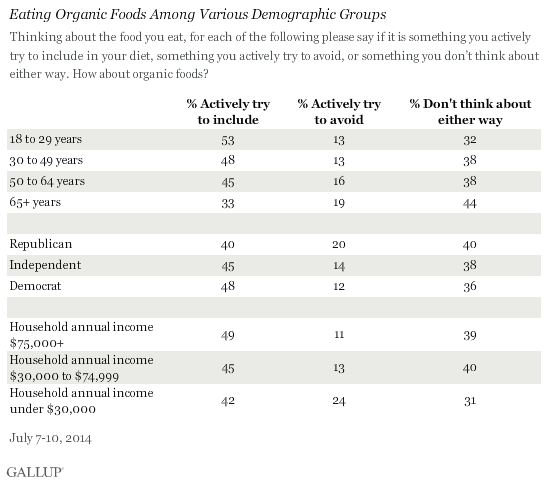 Eating Organic Foods Among Various Demographic Groups
Thinking about the food you eat, for each of the following please say if it is something you actively
try to include in your diet, something you actively try to avoid, or something you don't think about
either way. How about organic foods?
% Actively try to include % Actively try to avoid % Don't think about either way
18 to 29 years 53 13 32
30 to 49 years 48 13 38
50 to 64 years 45 16 38
65+ years 33 19 44
Republican 40 20 40
Independent 45 14 38
Democrat 48 12 36
Household annual income
$75,000+ 49 11 39
Household annual income
$30,000 to $74,999 45 13 40
Household annual income
under $30,000 42 24 31
July 7-10, 2014
GALLUP®